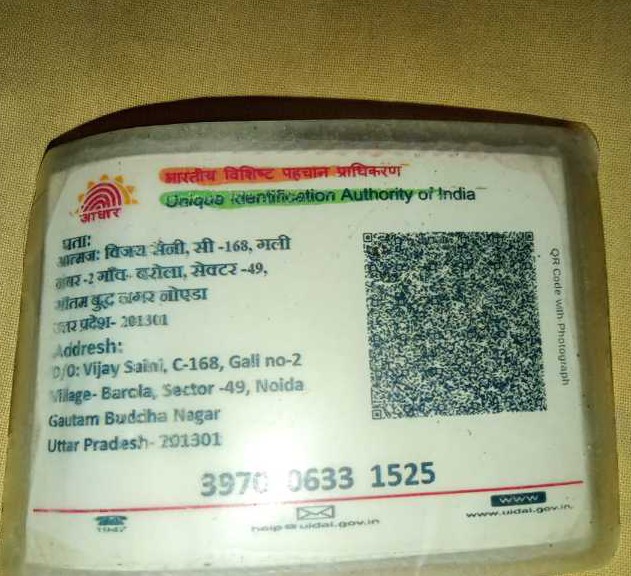 भारतीय विशिष्ट पहचान प्राधिकरण
Unique Identification Authority of India
आधार
पता:
आत्मज: विजय सैनी, सी -168, गली
नंबर -2 गाँव- बरोला, सेक्टर -49,
गौतम बुद्ध नगर नोएडा
उत्तर प्रदेश- 201301
Addresh:
D/O: Vijay Saini, C-168, Gali no-2
Village- Barola, Sector -49, Noida
Gautam Buddha Nagar
Uttar Pradesh- 201301
QR Code with Photograph
3970 0633 1525
1947
help@uidai.gov.in
www
www.uidai.gov.in